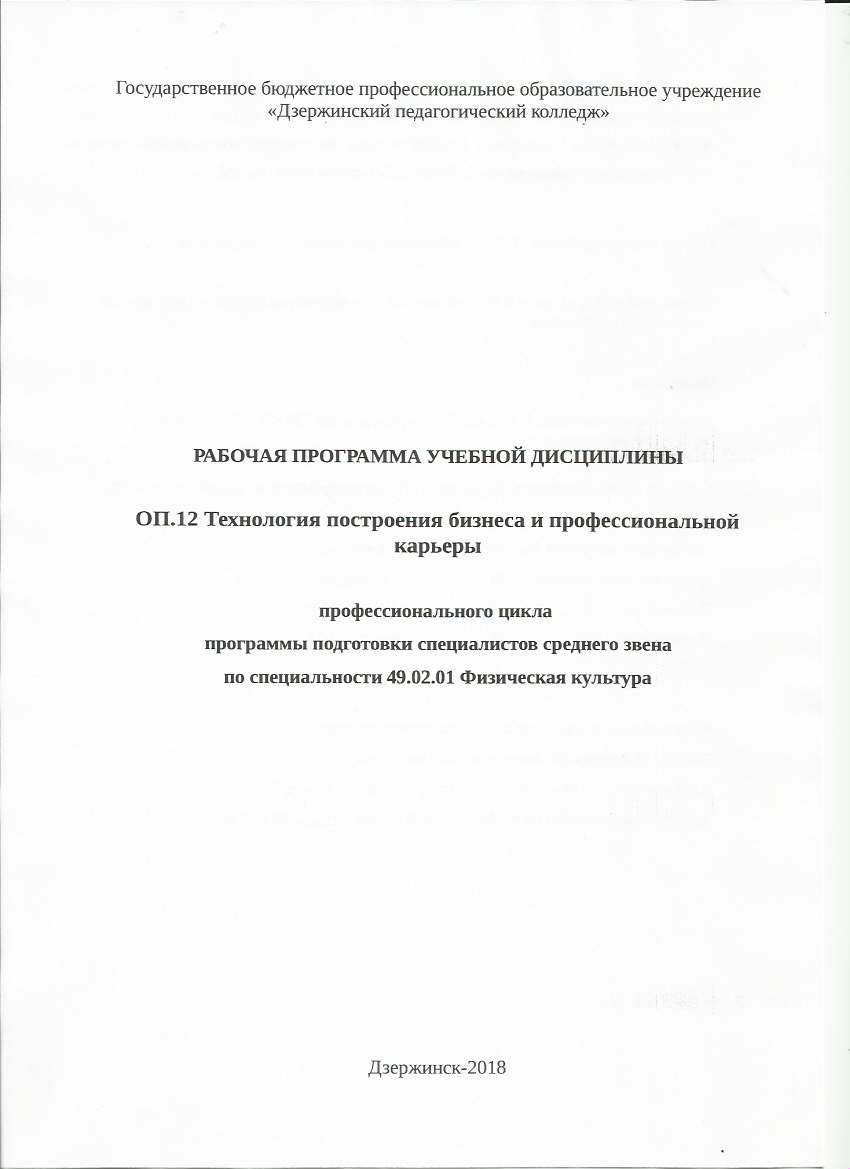 Государственное бюджетное профессиональное образовательное учреждение
«Дзержинский педагогический колледж»
РАБОЧАЯ ПРОГРАММА УЧЕБНОЙ ДИСЦИПЛИНЫ
ОП.12 Технология построения бизнеса и профессиональной
карьеры
профессионального цикла
программы подготовки специалистов среднего звена
по специальности 49.02.01 Физическая культура
Дзержинск-2018